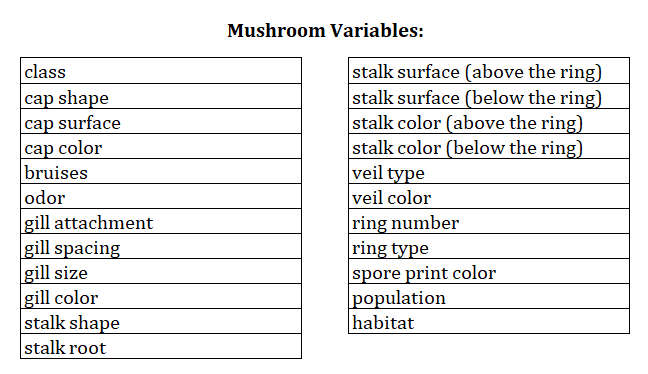 Mushroom Variables:
class
cap shape
cap surface
cap color
bruises
odor
gill attachment
gill spacing
gill size
gill color
stalk shape
stalk root
stalk surface (above the ring)
stalk surface (below the ring)
stalk color (above the ring)
stalk color (below the ring)
veil type
veil color
ring number
ring type
spore print color
population
habitat